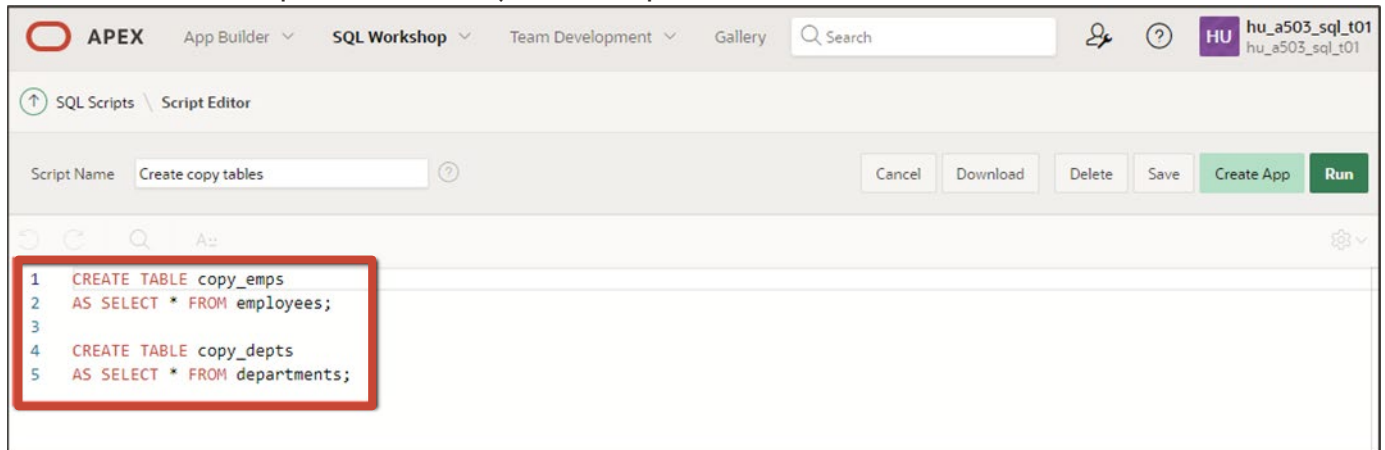 APEX App Builder SQL Workshop Team Development Gallery Search HU hu_a503_sql_t01
hu_a503_sql_t01
SQL Scripts \ Script Editor
Script Name Create copy tables Cancel Download Delete Save Create App Run
1 CREATE TABLE copy_emps
2 AS SELECT * FROM employees;
3
4 CREATE TABLE copy_depts
5 AS SELECT * FROM departments;